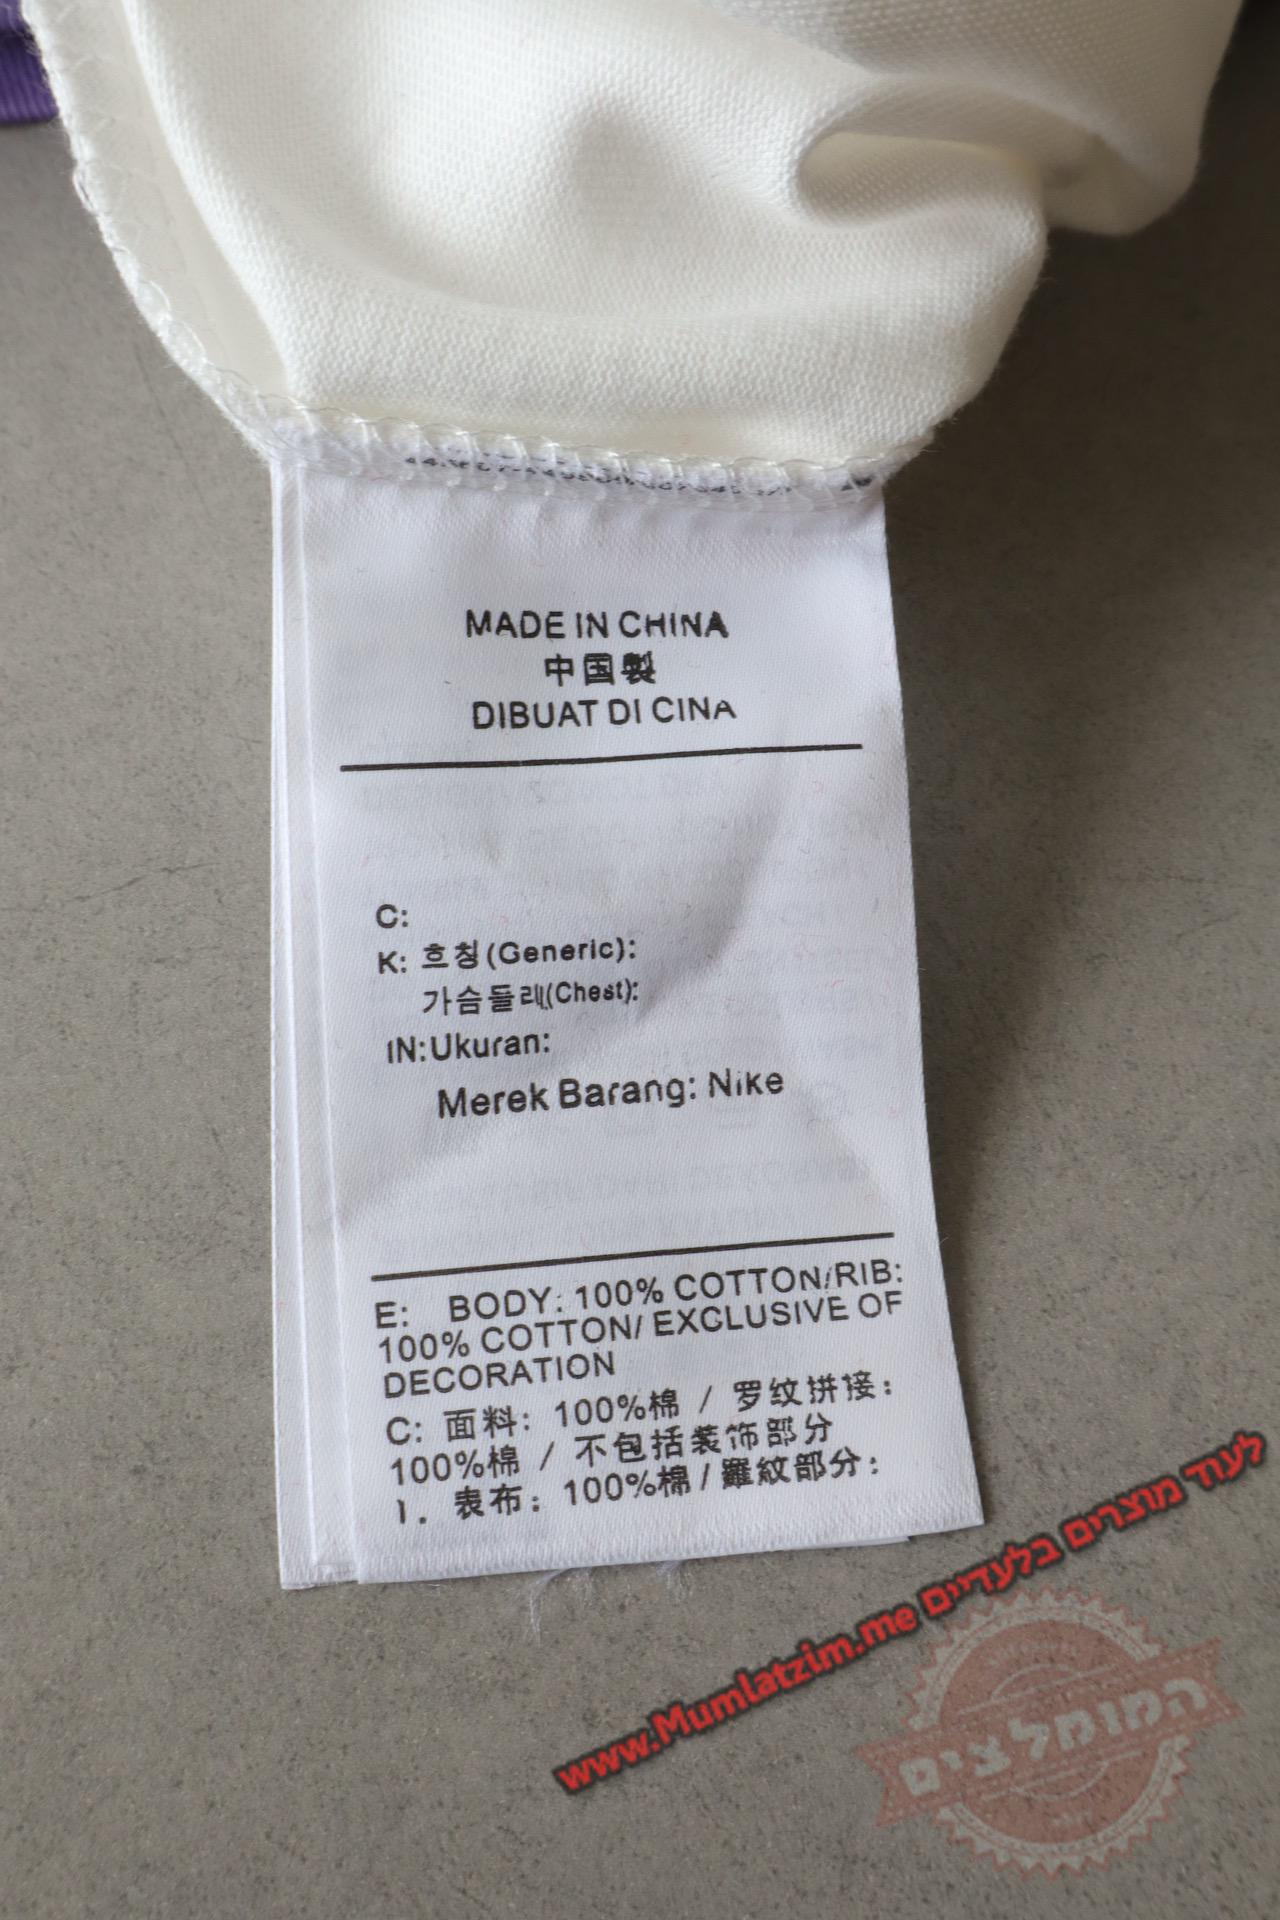 MADE IN CHINA
中国製
DIBUAT DI CINA
C:
K: 흐칭(Generic):
가슴들레(Chest):
IN:Ukuran:
Merek Barang: Nike
E: BODY: 100% COTTON/RIB:
100% COTTON/ EXCLUSIVE OF
DECORATION
C: 面料: 100%棉 / 罗纹拼接:
100%棉 / 不包括装饰部分
1. 表布: 100%棉 / 羅紋部分:
www.Mumlatzim.me לעוד מוצרים בלעדיים
המומלצים